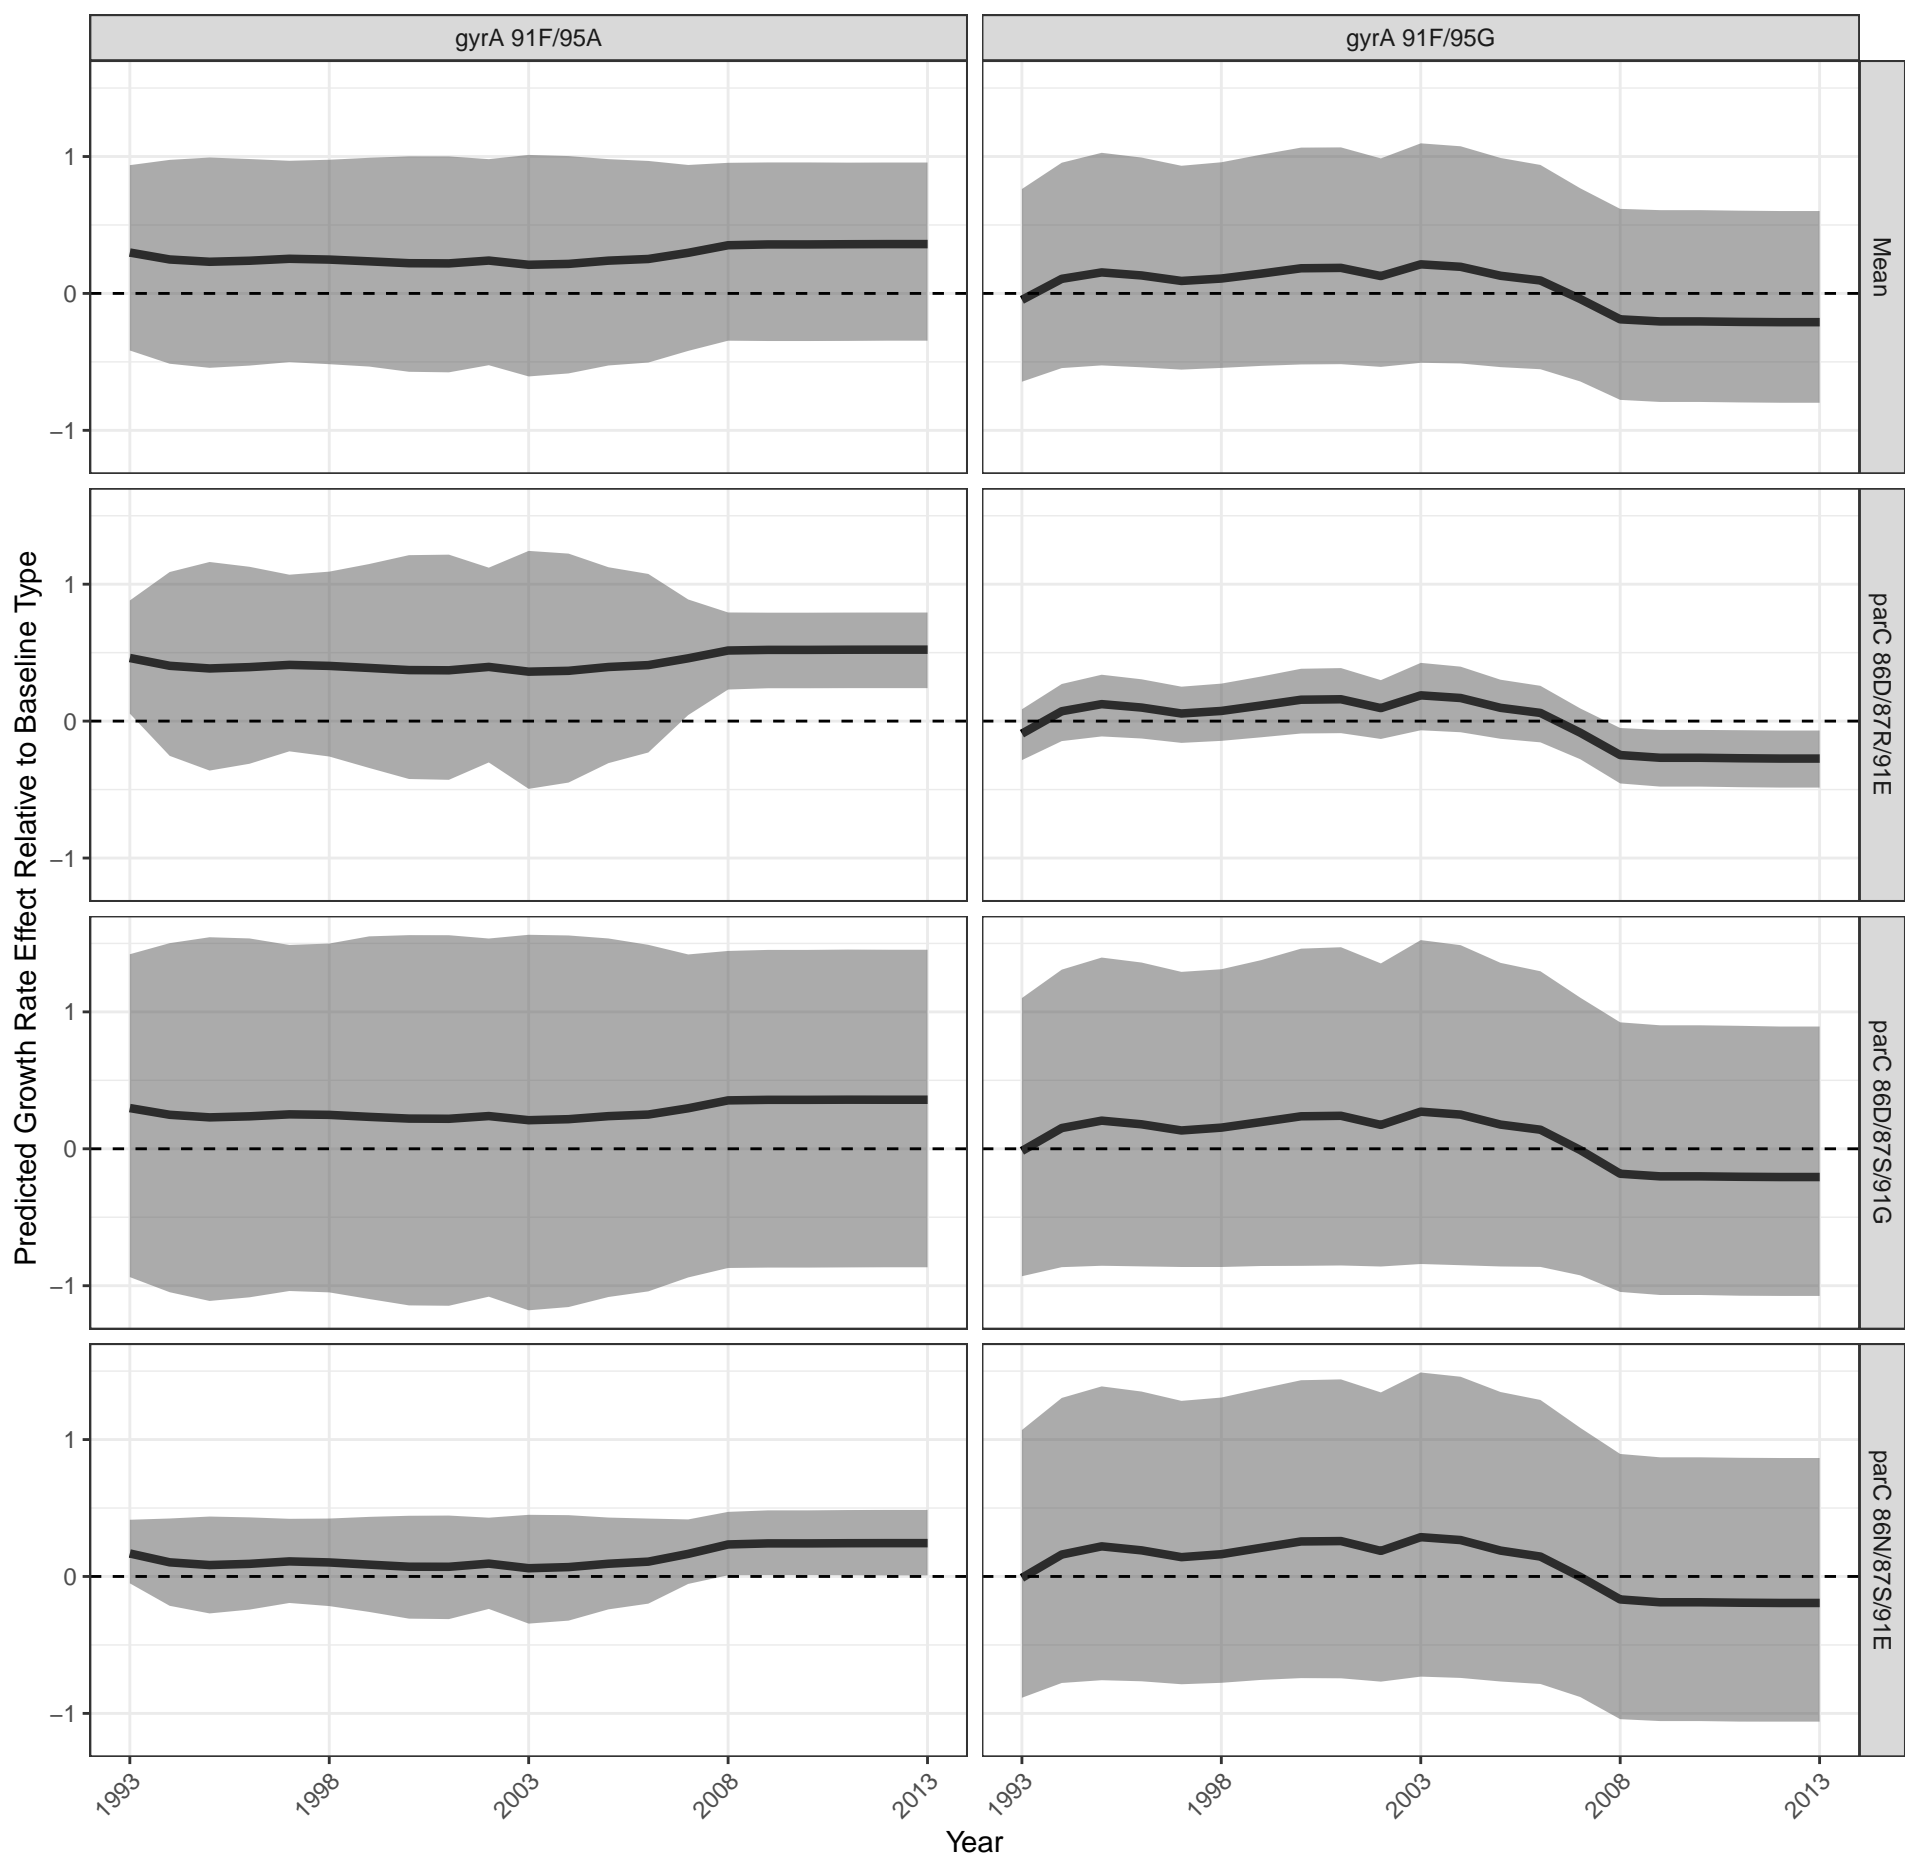 gyrA 91F/95A
gyrA 91F/95G
Mean
parC 86D/87R/91E
parC 86D/87S/91G
parC 86N/87S/91E
Predicted Growth Rate Effect Relative to Baseline Type
1
0
−1
1
0
−1
1
0
−1
1
0
−1
1993
1998
2003
2008
2013
1993
1998
2003
2008
2013
Year